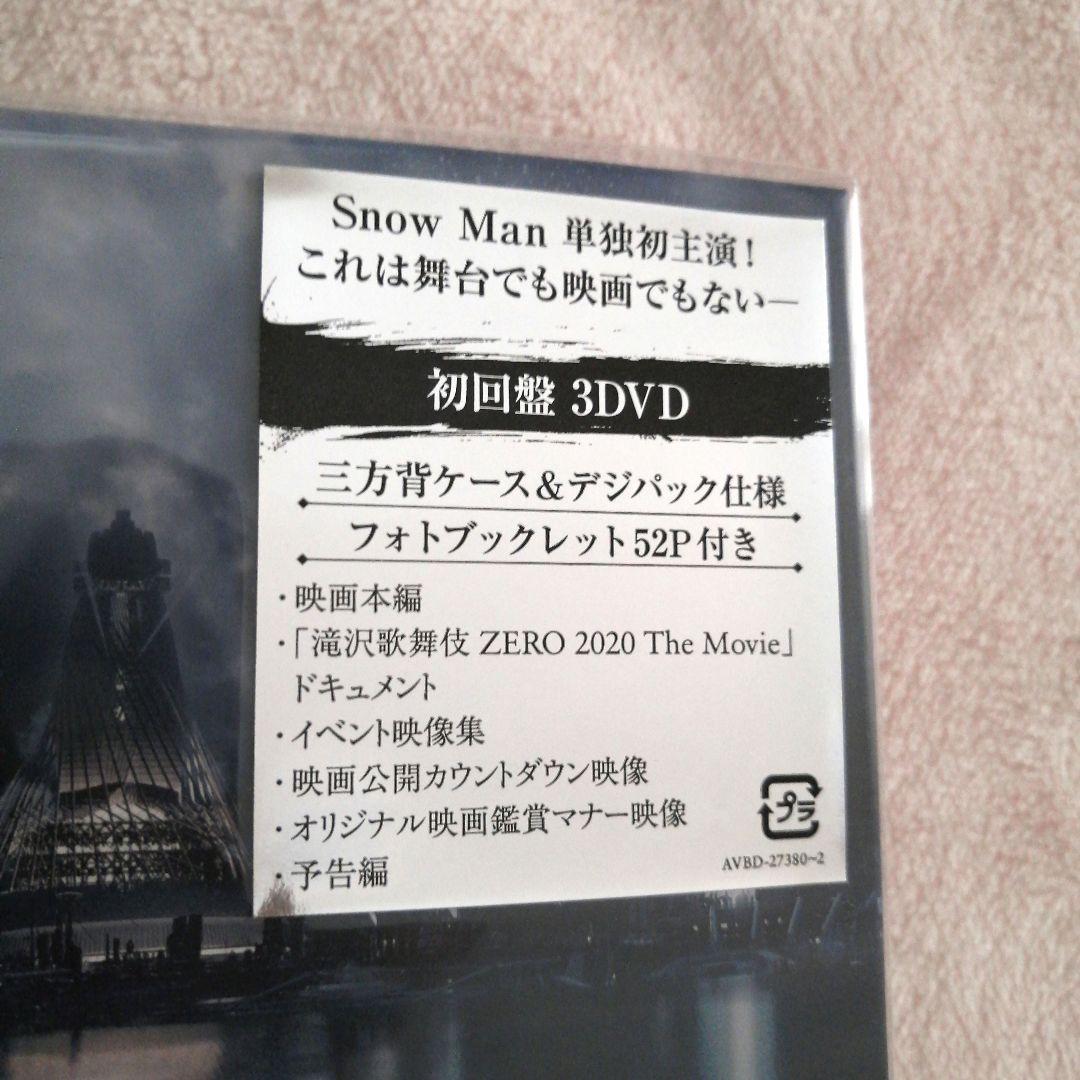 Snow Man 単独初主演!
これは舞台でも映画でもない―
初回盤 3DVD
三方背ケース&デジパック仕様
フォトブックレット52P付き
・映画本編
・「滝沢歌舞伎 ZERO 2020 The Movie」
ドキュメント
・イベント映像集
・映画公開カウントダウン映像
・オリジナル映画鑑賞マナー映像
・予告編
プラ
AVBD-27380~2